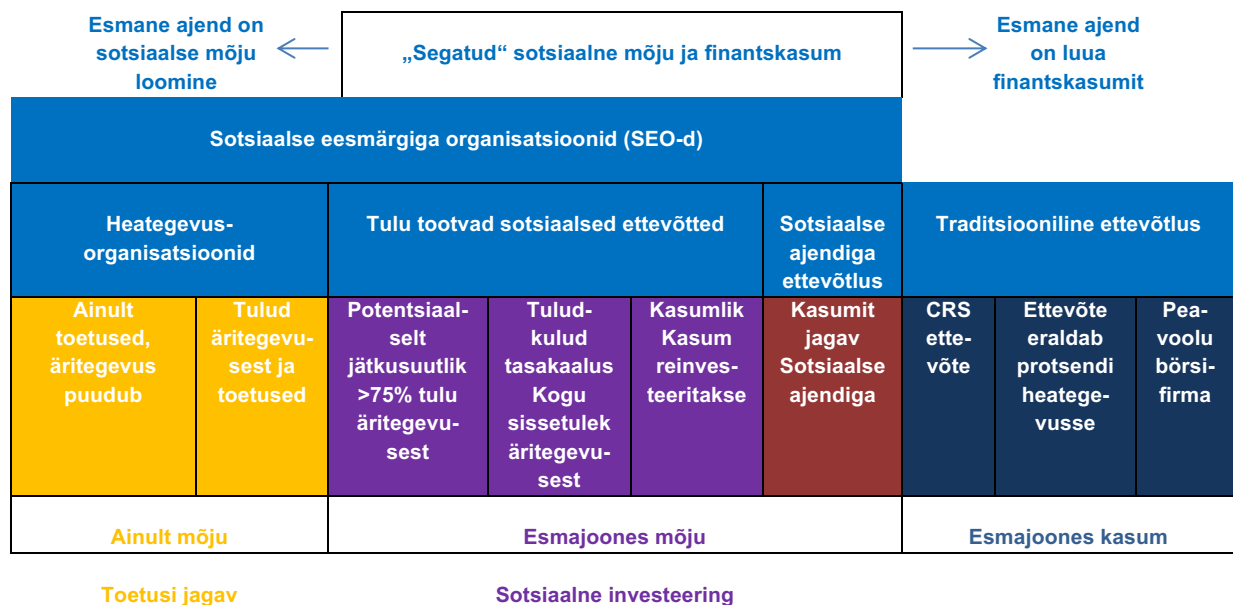 Esmane ajend on
sotsiaalse mõju
loomine
„Segatud“ sotsiaalne mõju ja finantskasum
Esmane ajend
on luua
finantskasumit
Sotsiaalse eesmärgiga organisatsioonid (SEO-d)
Heategevus-
organisatsioonid
Tulu tootvad sotsiaalsed ettevõtted
Sotsiaalse
ajendiga
ettevõtlus
Traditsiooniline ettevõtlus
Ainult
toetused,
äritegevus
puudub
Tulud
äritegevu-
sest ja
toetused
Potentsiaal-
selt
jätkusuutlik
>75% tulu
äritegevu-
sest
Tulud-
kulud
tasakaalus
Kogu
sissetulek
äritegevu-
sest
Kasumlik
Kasum
reinves-
teeritakse
Kasumit
jagav
Sotsiaalse
ajendiga
CRS
ette-
võte
Ettevõte
eraldab
protsendi
heatege-
vusse
Pea-
voolu
börsi-
firma
Ainult mõju
Esmajoones mõju
Esmajoones kasum
Toetusi jagav
Sotsiaalne investeering